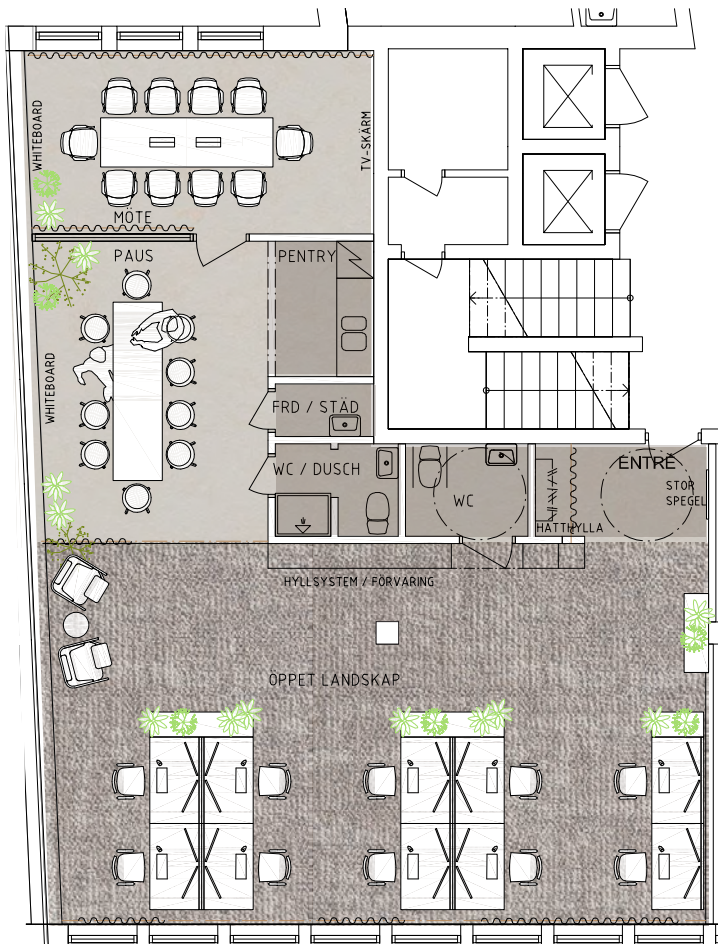 WHITEBOARD
TV-SKÄRM
MÖTE
PAUS
PENTRY
WHITEBOARD
FRD / STÄD
WC / DUSCH
WC
ENTRÉ
STOR
SPEGEL
HATTHYLLA
HYLLSYSTEM / FÖRVARING
ÖPPET LANDSKAP